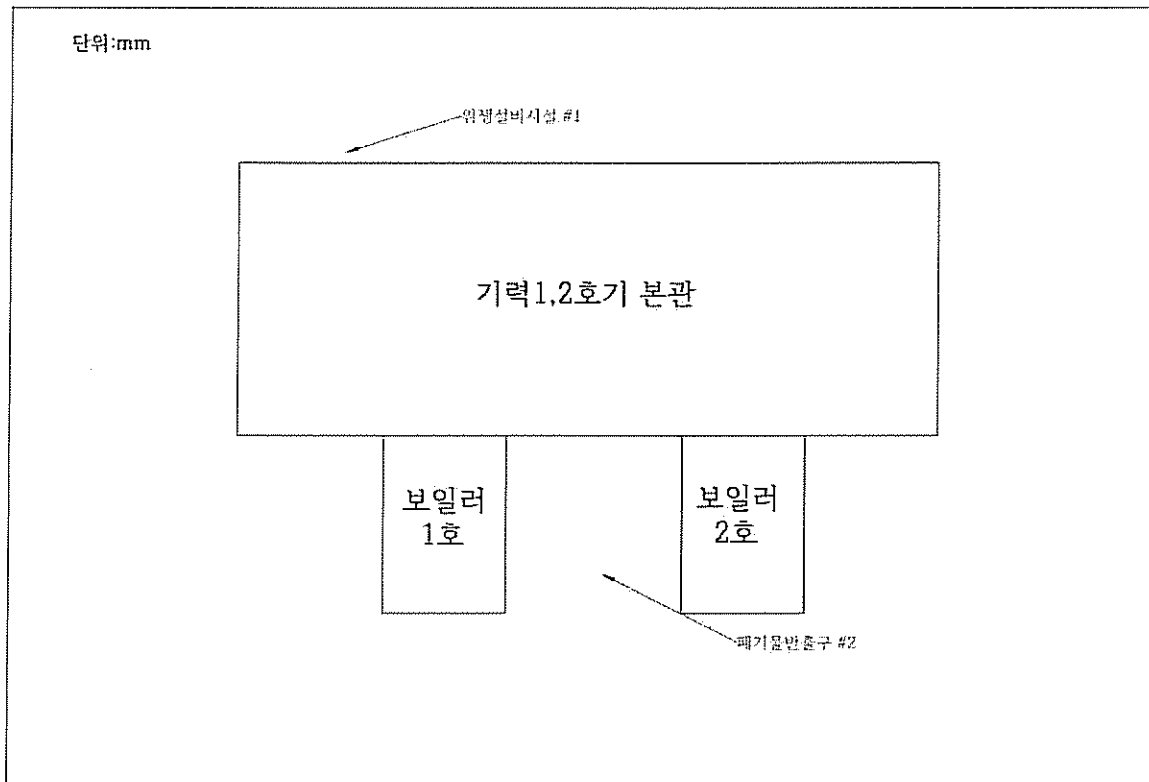 단위:mm
위생설비시설 #1
기력1,2호기 본관
보일러
1호
보일러
2호
폐기물반출구 #2